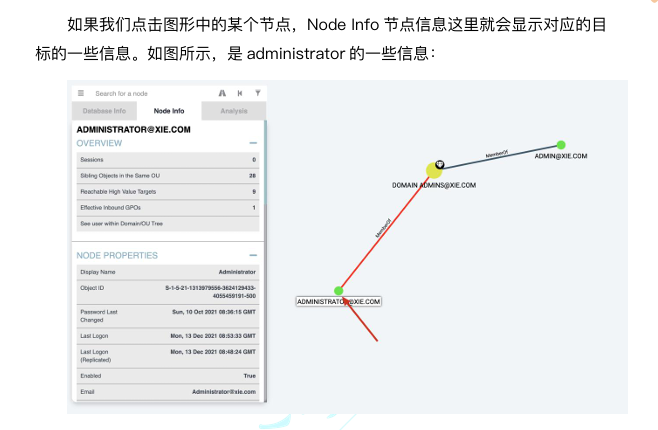 如果我们点击图形中的某个节点，Node Info 节点信息这里就会显示对应的目
标的一些信息。如图所示，是 administrator 的一些信息：
Search for a node
Database Info
Node Info
Analysis
ADMINISTRATOR@XIE.COM
OVERVIEW
Sessions 0
Sibling Objects in the Same OU 28
Reachable High Value Targets 9
Effective Inbound GPOs 1
See user within Domain/OU Tree
NODE PROPERTIES
Display Name Administrator
Object ID S-1-5-21-1313979556-3624129433-
4055459191-500
Password Last Sun, 10 Oct 2021 08:36:15 GMT
Changed
Last Logon Mon, 13 Dec 2021 08:53:33 GMT
Last Logon Mon, 13 Dec 2021 08:48:24 GMT
(Replicated)
Enabled True
Email Administrator@xie.com
MemberOf
ADMIN@XIE.COM
DOMAIN ADMINS@XIE.COM
MemberOf
ADMINISTRATOR@XIE.COM